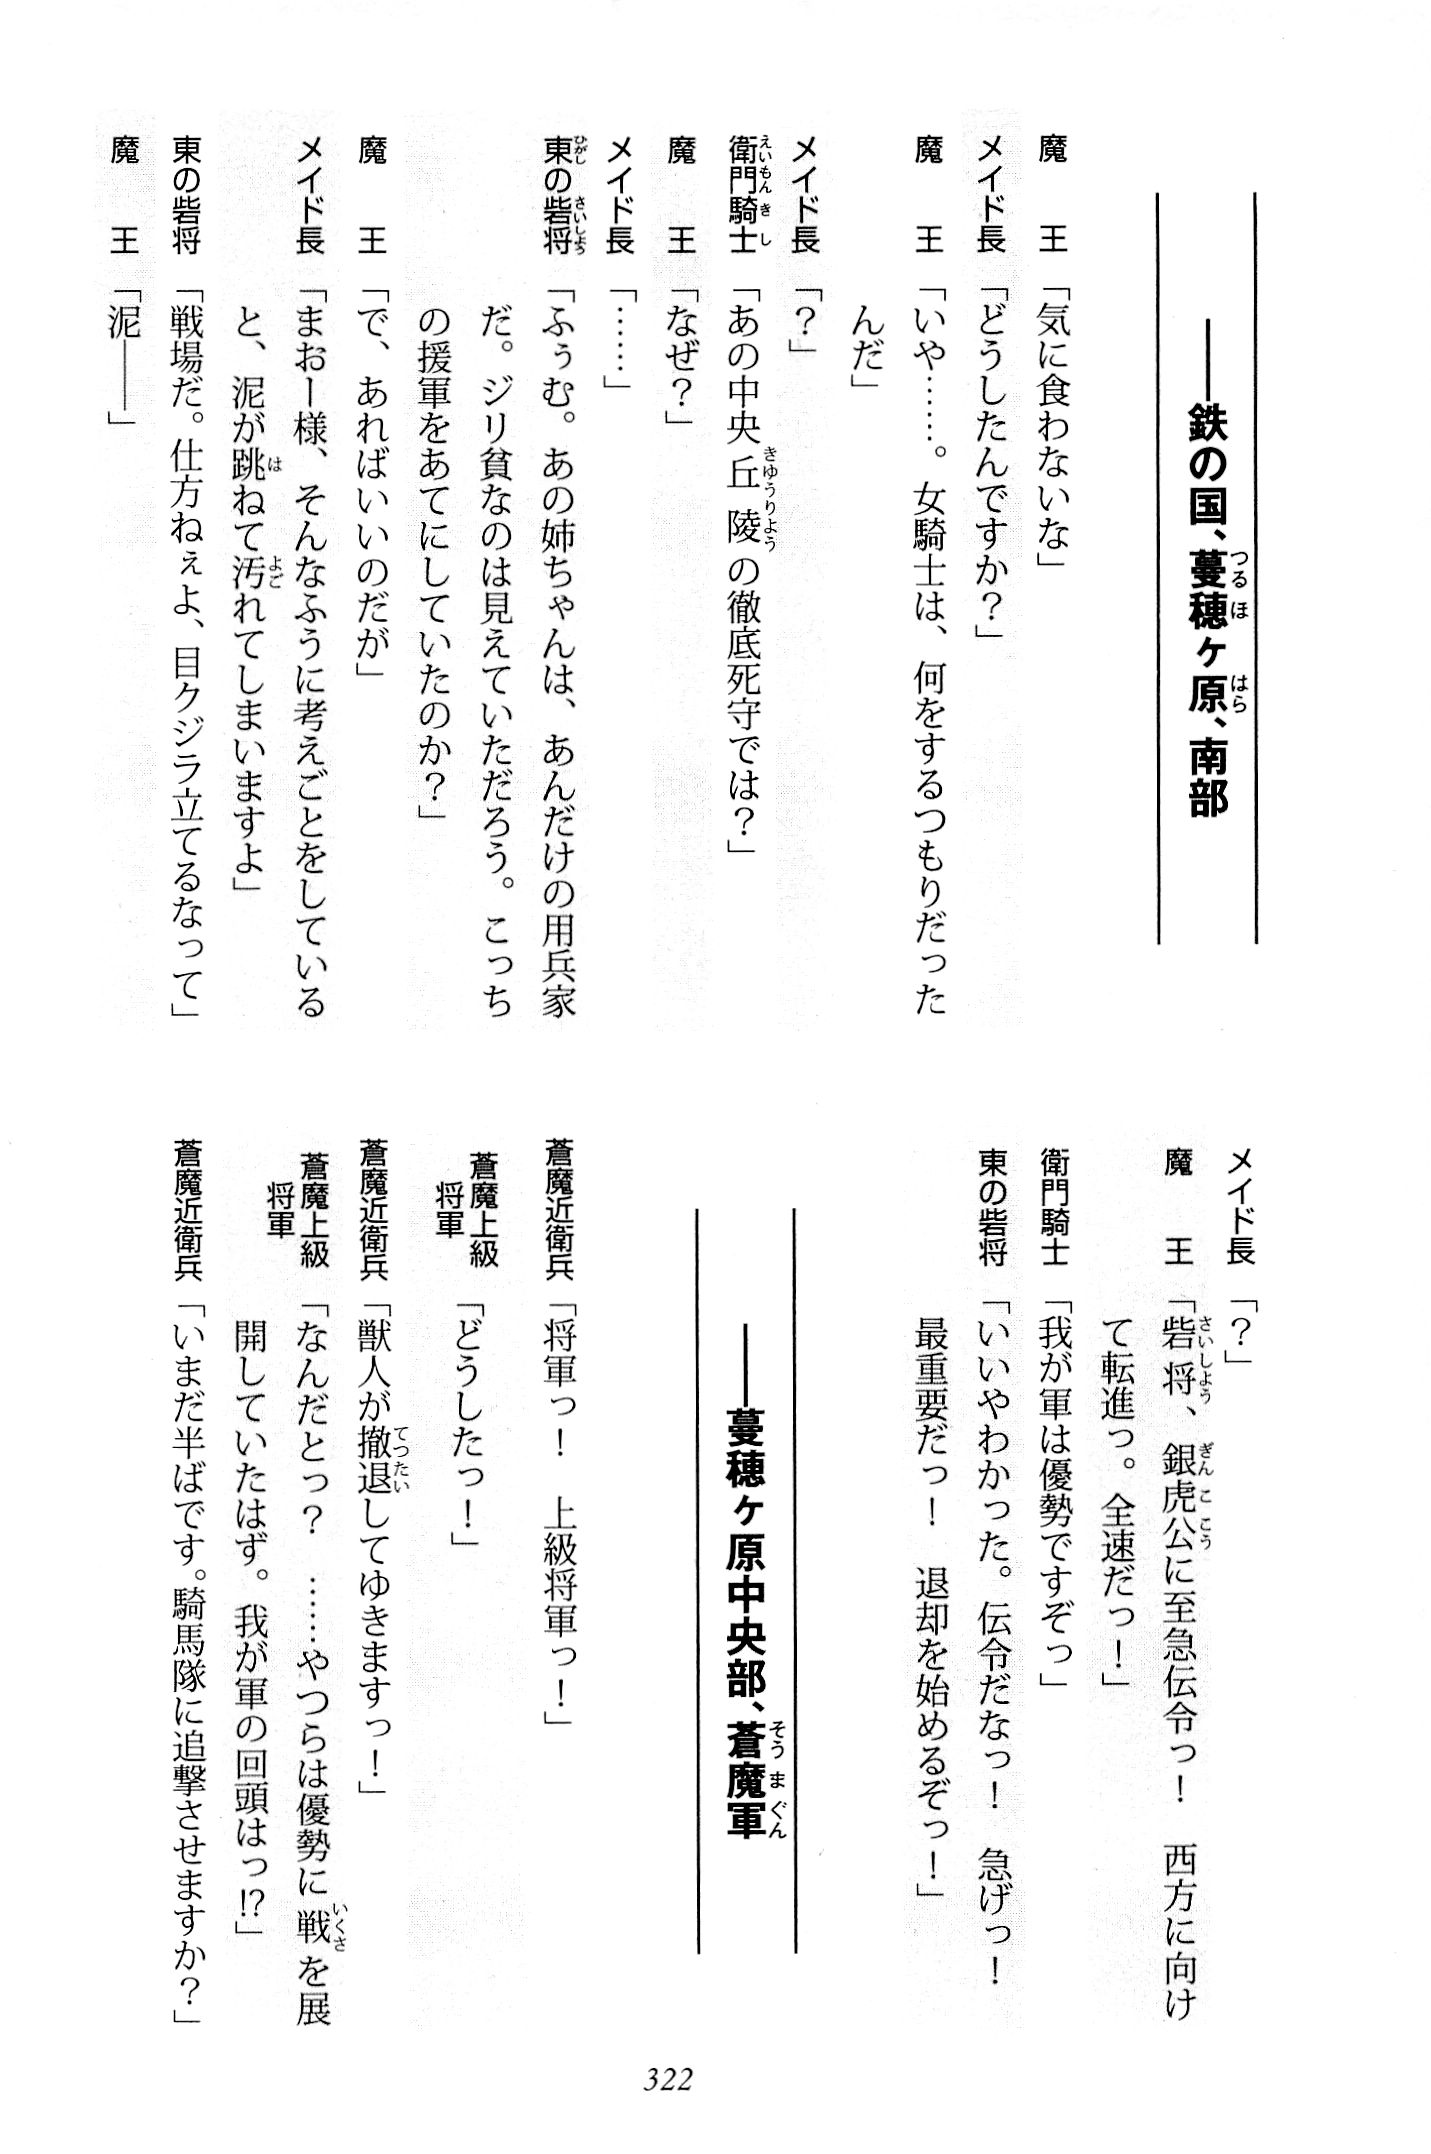 ——鉄の国、蔓穂ヶ原、南部
魔　王「気に食わないな」
メイド長「どうしたんですか？」
魔　王「いや……。女騎士は、何をするつもりだった
んだ」
メイド長「？」
衛門騎士「あの中央丘陵の徹底死守では？」
魔　王「なぜ？」
メイド長「……」
東の砦将「ふぅむ。あの姉ちゃんは、あんだけの用兵家
だ。ジリ貧なのは見えていただろう。こっち
の援軍をあてにしていたのか？」
魔　王「で、あればいいのだが」
メイド長「まおー様、そんなふうに考えごとをしている
と、泥が跳ねて汚れてしまいますよ」
東の砦将「戦場だ。仕方ねぇよ、目クジラ立てるなって」
魔　王「泥——」
メイド長「？」
魔　王「砦将、銀虎公に至急伝令っ！　西方に向け
て転進っ。全速だっ！」
衛門騎士「我が軍は優勢ですぞっ」
東の砦将「いいやわかった。伝令だなっ！　急げっ！
最重要だっ！　退却を始めるぞっ！」
——蔓穂ヶ原中央部、蒼魔軍
蒼魔近衛兵「将軍っ！　上級将軍っ！」
蒼魔上級将軍「どうしたっ！」
蒼魔近衛兵「獣人が撤退してゆきますっ！」
蒼魔上級将軍「なんだとっ？　……やつらは優勢に戦を展
開していたはず。我が軍の回頭はっ!?」
蒼魔近衛兵「いまだ半ばです。騎馬隊に追撃させますか？」
322